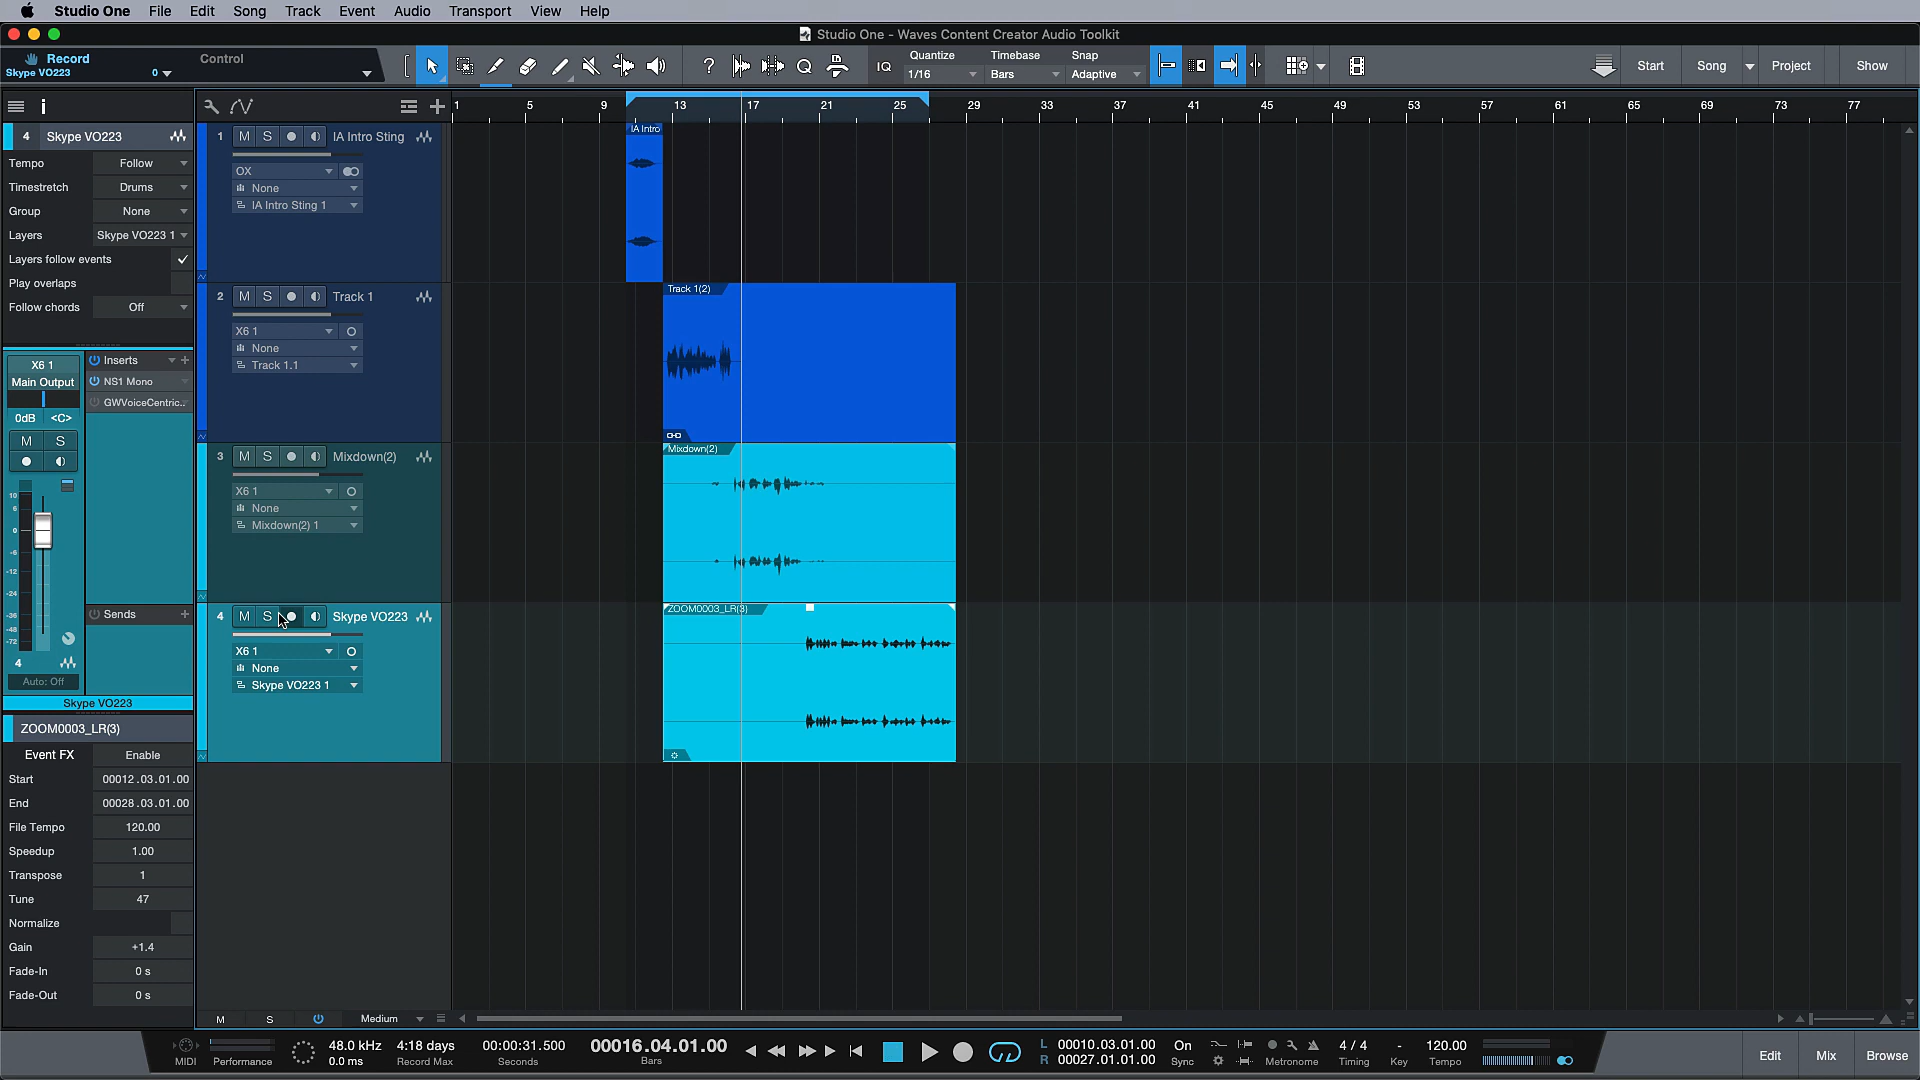 Studio One File Edit Song Track Event Audio Transport View Help
Studio One - Waves Content Creator Audio Toolkit
Record Control
Skype VO223 0
? IQ
Quantize Timebase Snap
1/16 Bars Adaptive
Start Song Project Show
i
1 5 9 13 17 21 25 29 33 37 41 45 49 53 57 61 65 69 73 77
4 Skype VO223
Tempo Follow
Timestretch Drums
Group None
Layers Skype VO223 1
Layers follow events
Play overlaps
Follow chords Off
X6 1
Main Output
Inserts
NS1 Mono
GWVoiceCentric..
0dB <C>
M S
10
6
0
-6
-12
-24
-36
-48
-72
Sends
4
Auto: Off
Skype VO223
ZOOM0003_LR(3)
Event FX Enable
Start 00012.03.01.00
End 00028.03.01.00
File Tempo 120.00
Speedup 1.00
Transpose 1
Tune 47
Normalize
Gain +1.4
Fade-In 0 s
Fade-Out 0 s
1 M S IA Intro Sting
OX
None
IA Intro Sting 1
2 M S Track 1
X6 1
None
Track 1.1
3 M S Mixdown(2)
X6 1
None
Mixdown(2) 1
4 M S Skype VO223
X6 1
None
Skype VO223 1
IA Intro
Track 1(2)
Mixdown(2)
ZOOM0003_LR(3)
M S Medium
MIDI Performance
48.0 kHz
0.0 ms
4:18 days
Record Max
00:00:31.500
Seconds
00016.04.01.00
Bars
L 00010.03.01.00
R 00027.01.01.00
On
Sync
Metronome
4 / 4
Timing
-
Key
120.00
Tempo
Edit Mix Browse